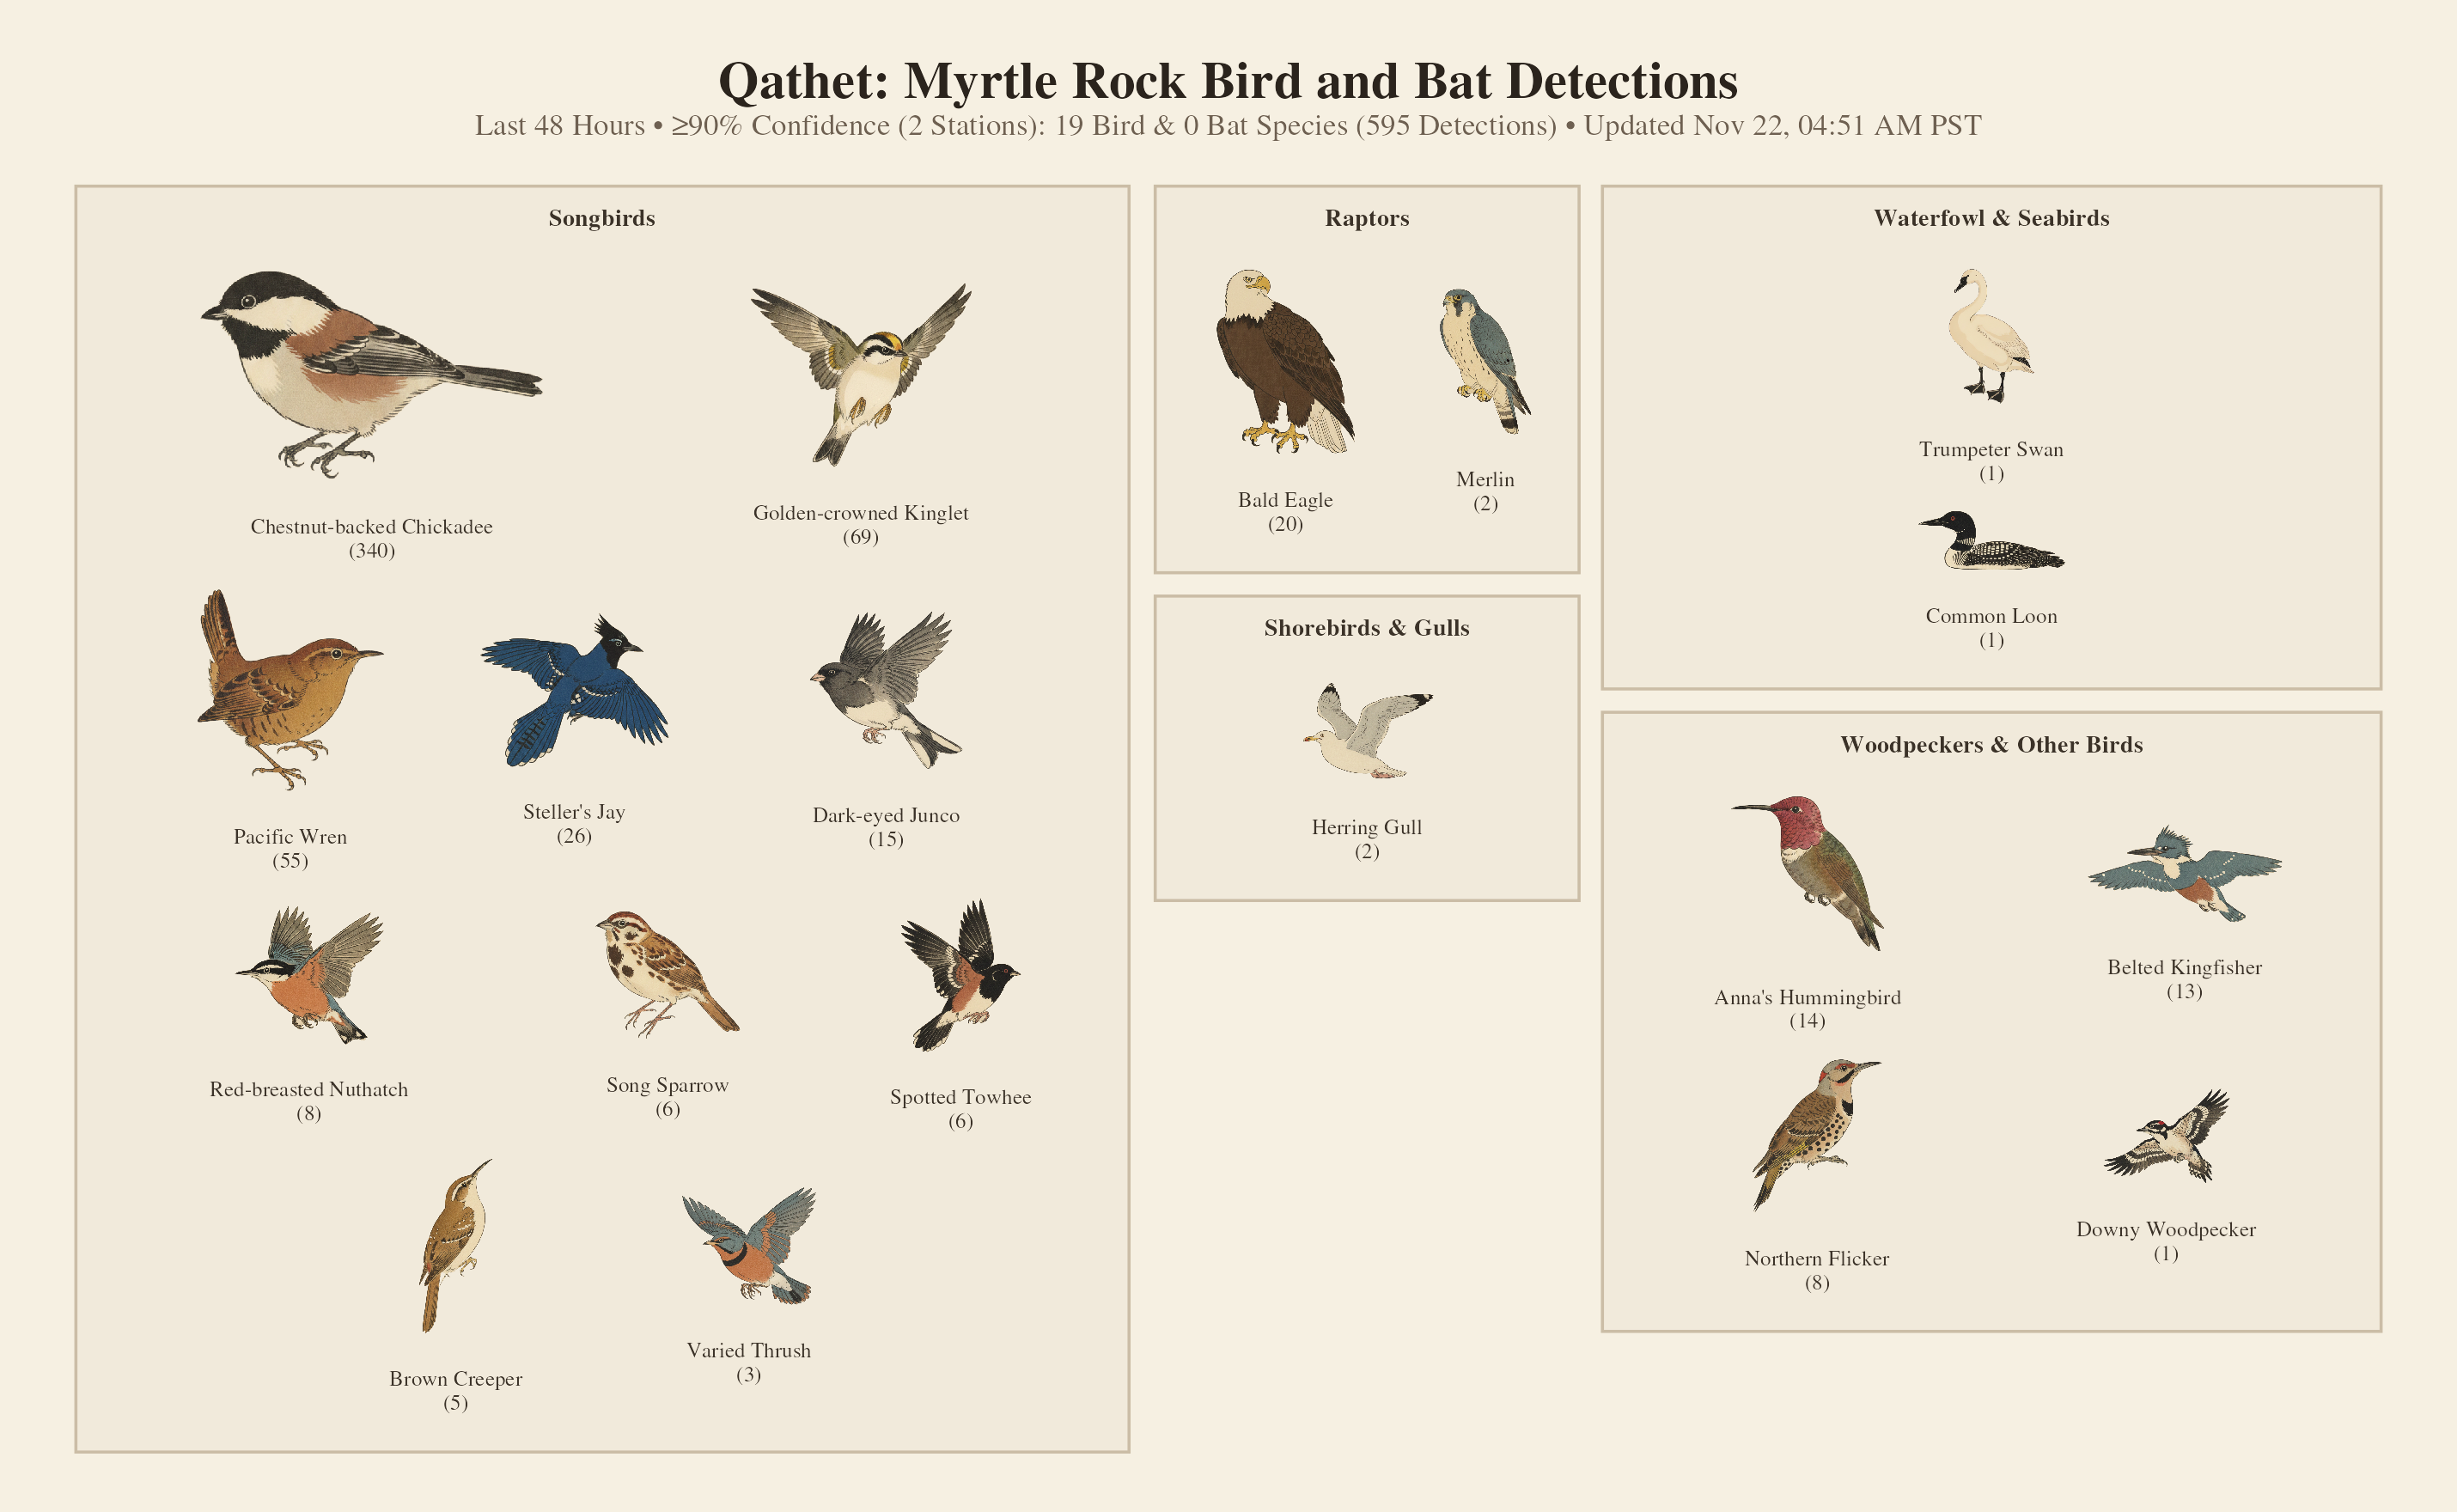 Qathet: Myrtle Rock Bird and Bat Detections
Last 48 Hours • ≥90% Confidence (2 Stations): 19 Bird & 0 Bat Species (595 Detections) • Updated Nov 22, 04:51 AM PST
Songbirds
Chestnut-backed Chickadee
(340)
Golden-crowned Kinglet
(69)
Pacific Wren
(55)
Steller's Jay
(26)
Dark-eyed Junco
(15)
Red-breasted Nuthatch
(8)
Song Sparrow
(6)
Spotted Towhee
(6)
Brown Creeper
(5)
Varied Thrush
(3)
Raptors
Bald Eagle
(20)
Merlin
(2)
Shorebirds & Gulls
Herring Gull
(2)
Waterfowl & Seabirds
Trumpeter Swan
(1)
Common Loon
(1)
Woodpeckers & Other Birds
Anna's Hummingbird
(14)
Belted Kingfisher
(13)
Northern Flicker
(8)
Downy Woodpecker
(1)